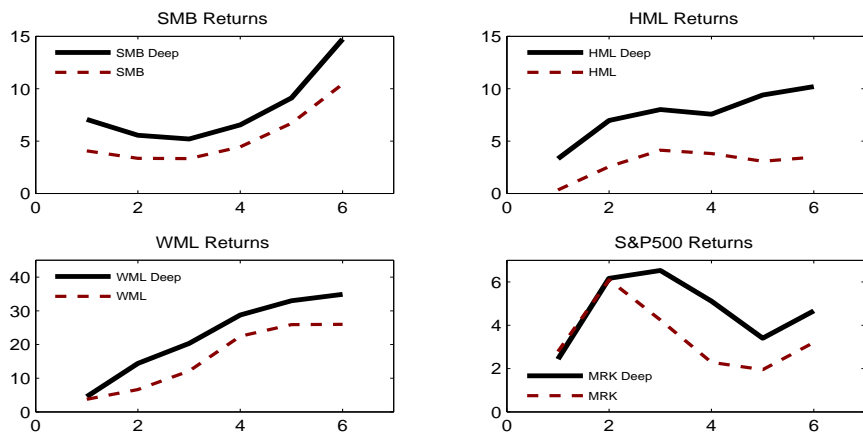 SMB Returns
15
10
5
0
SMB Deep
SMB
0 2 4 6
HML Returns
15
10
5
0
HML Deep
HML
0 2 4 6
WML Returns
40
30
20
10
0
WML Deep
WML
0 2 4 6
S&P500 Returns
6
4
2
0
MRK Deep
MRK
0 2 4 6